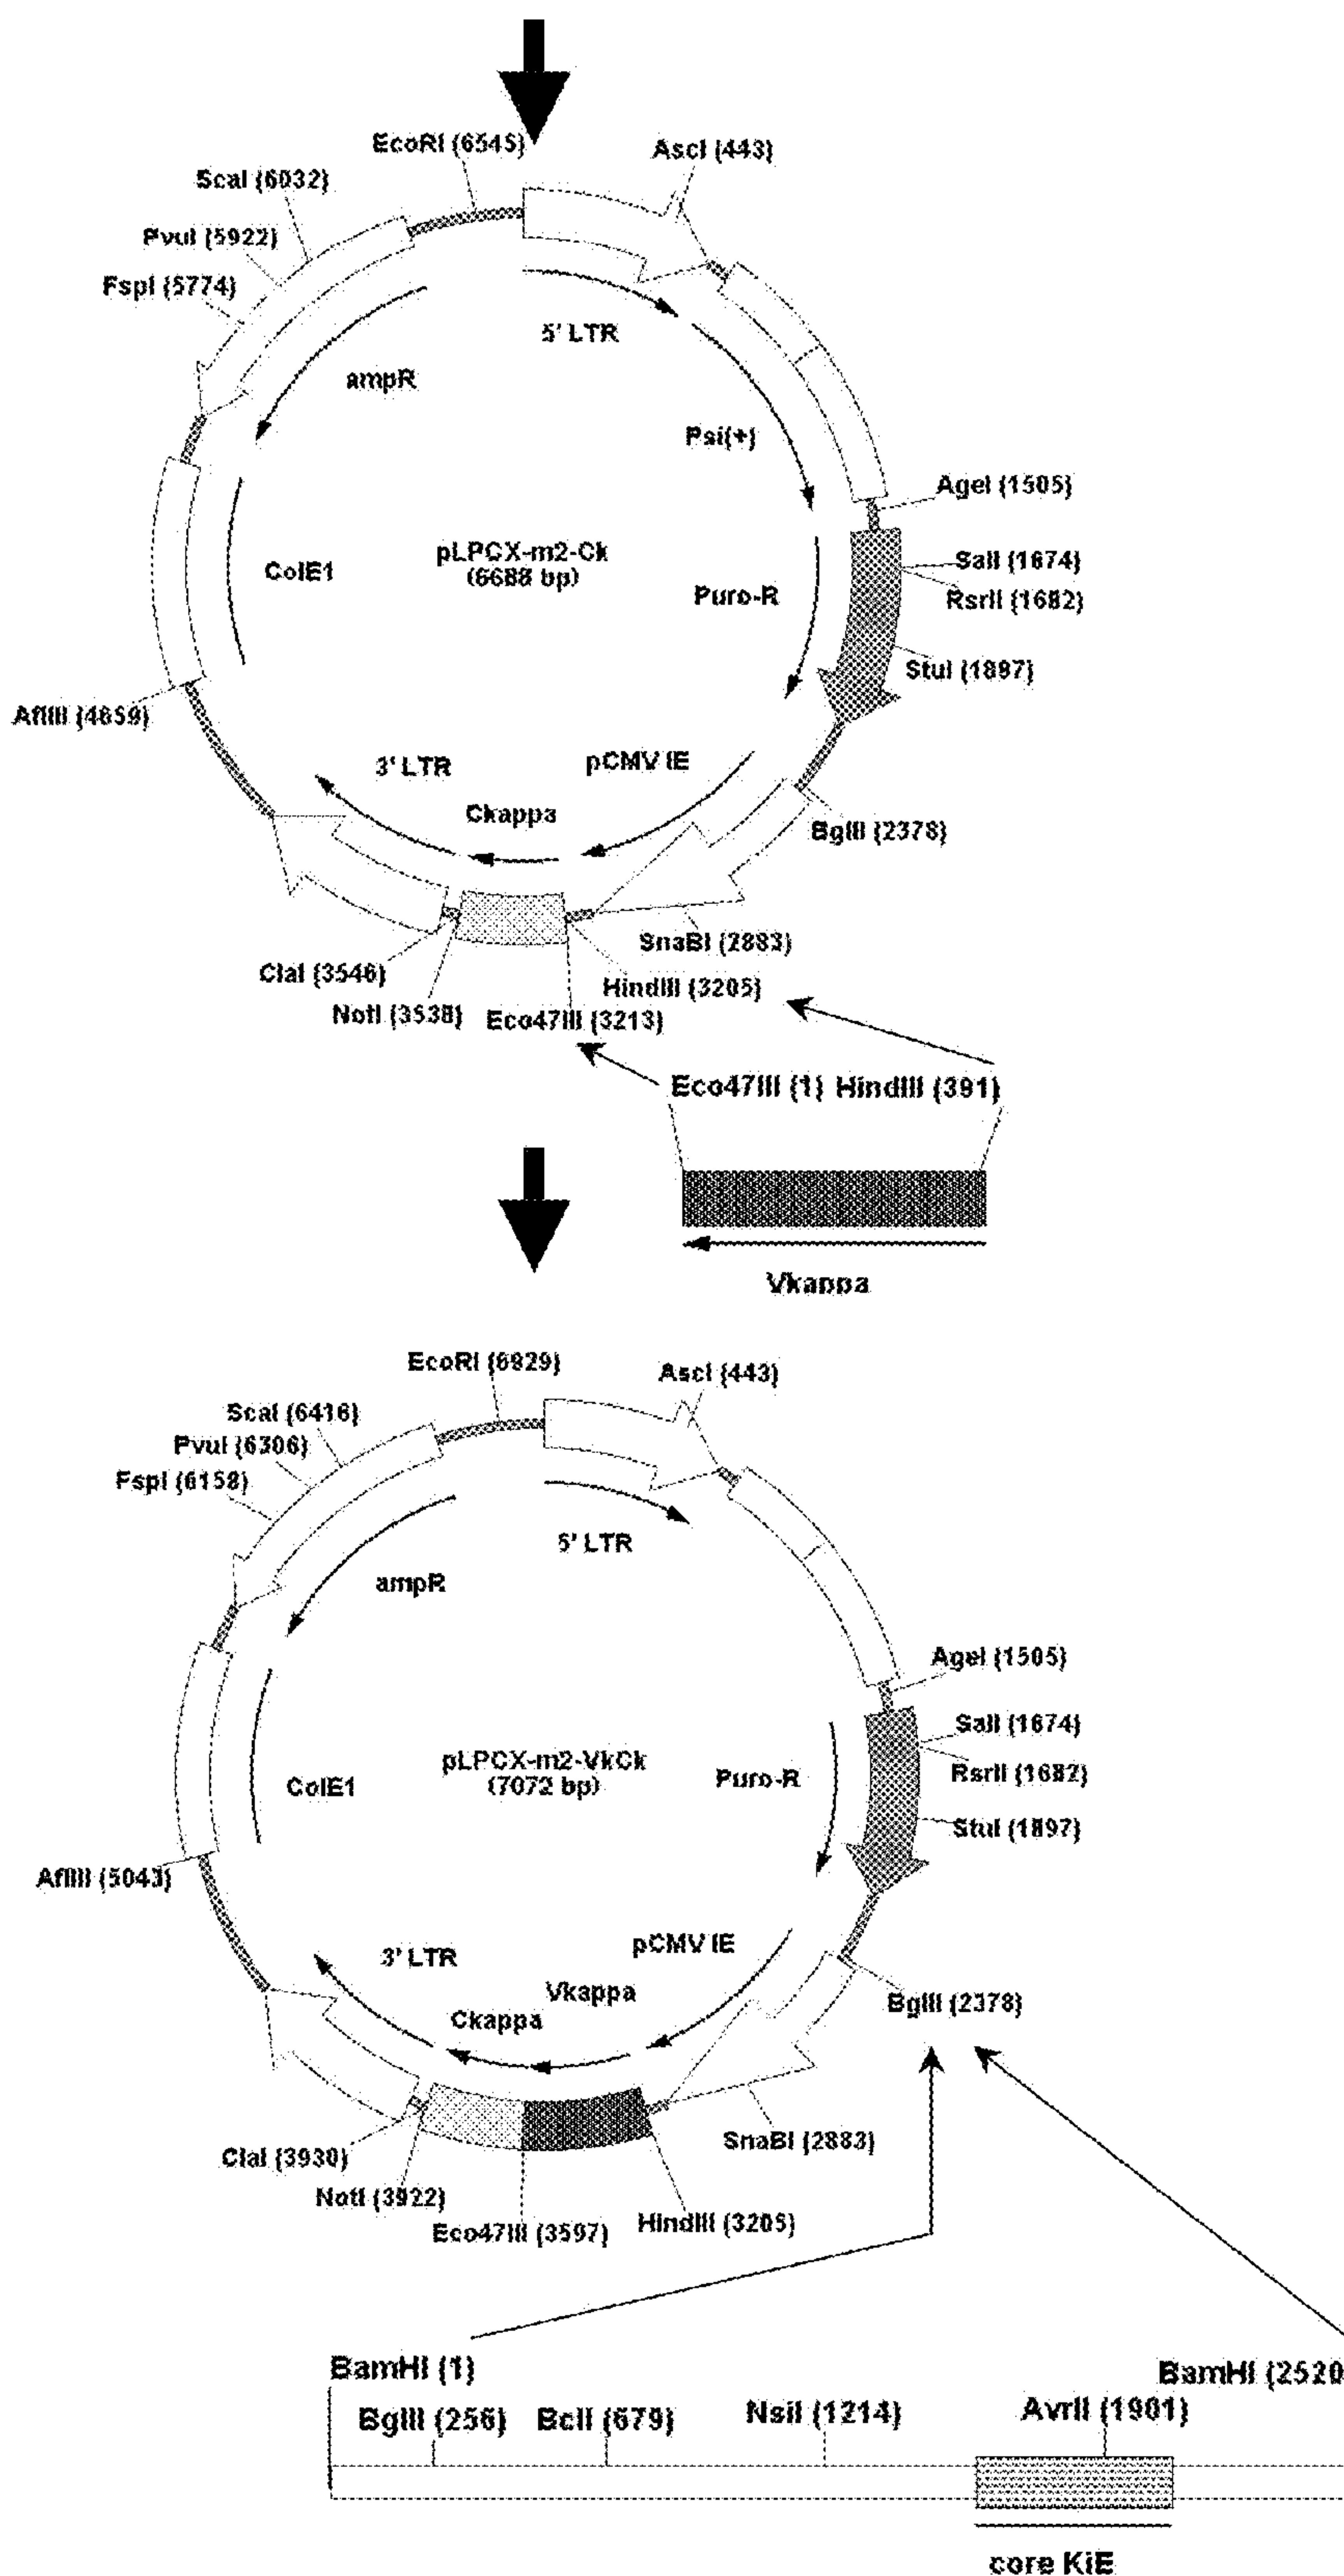 EcoRI (6545)
AscI (443)
ScaI (6032)
PvuI (5922)
FspI (5774)
5' LTR
ampR
Psi(+)
AgeI (1505)
pLPCX-m2-Ck
(6688 bp)
ColE1
SalI (1674)
Puro-R
RsrII (1682)
StuI (1897)
AflIII (4659)
3' LTR
pCMV IE
Ckappa
BglII (2378)
SnaBI (2883)
ClaI (3546)
HindIII (3205)
NotI (3538)
Eco47III (3213)
Eco47III (1)
HindIII (391)
Vkappa
EcoRI (6929)
AscI (443)
ScaI (6416)
PvuI (6306)
FspI (6158)
5' LTR
ampR
AgeI (1505)
SalI (1674)
pLPCX-m2-VkCk
(7072 bp)
ColE1
Puro-R
RsrII (1682)
StuI (1897)
AflIII (5043)
3' LTR
pCMV IE
Vkappa
Ckappa
BglII (2378)
SnaBI (2883)
ClaI (3930)
NotI (3922)
Eco47III (3597)
HindIII (3205)
BamHI (1)
BamHI (2520
BglII (256)
BclI (679)
NsiI (1214)
AvrII (1901)
core KiE